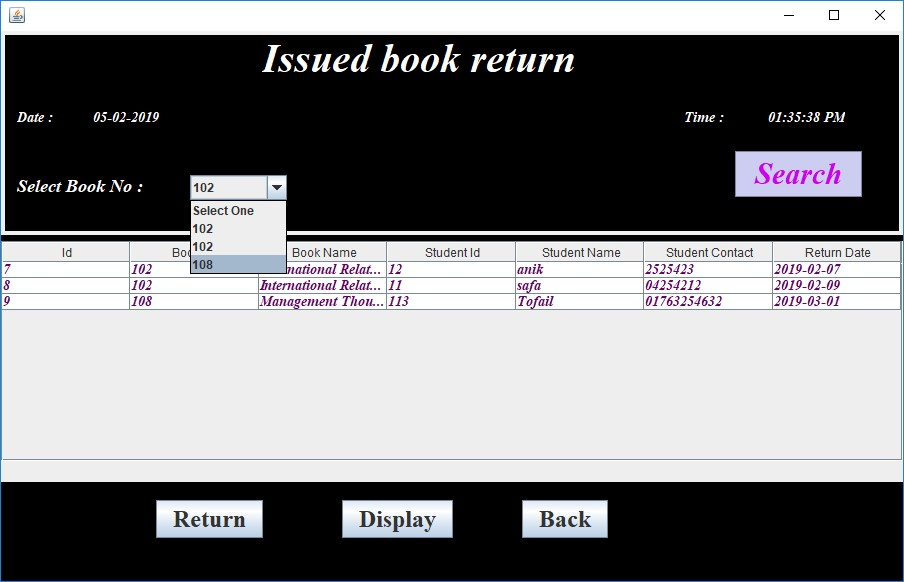 Issued book return
Date : 05-02-2019 Time : 01:35:38 PM
Search
Select Book No : 102
Select One
102
102
108
Id Boo Book Name Student Id Student Name Student Contact Return Date
7 102 national Relat... 12 anik 2525423 2019-02-07
8 102 International Relat... 11 safa 04254212 2019-02-09
9 108 Management Thou... 113 Tofail 01763254632 2019-03-01
Return Display Back